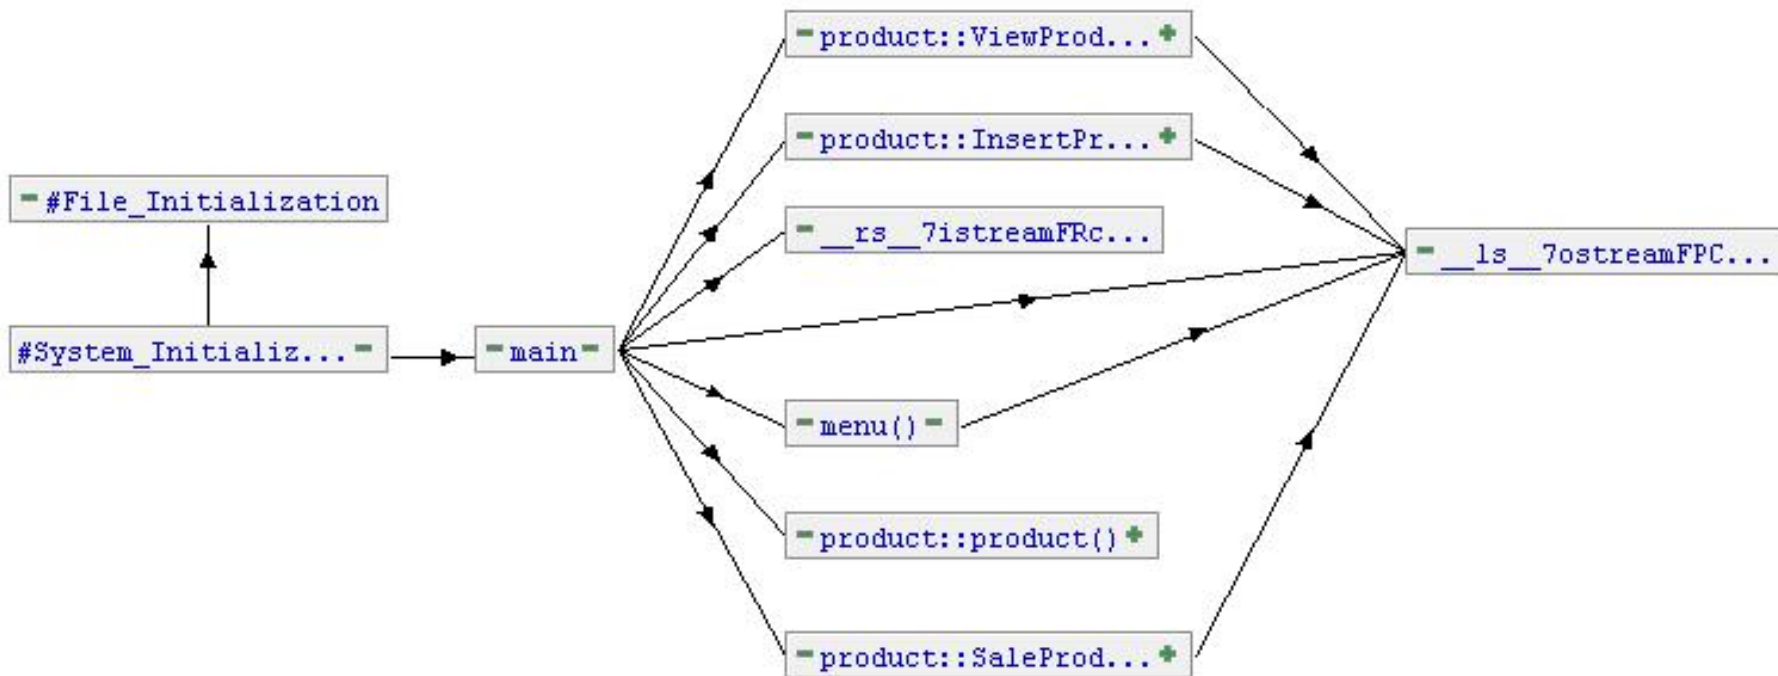 product::ViewProd...
product::InsertPr...
#File_Initialization
__rs__7istreamFRc...
__ls__7ostreamFPC...
#System_Initializ...
main
menu()
product::product()
product::SaleProd...